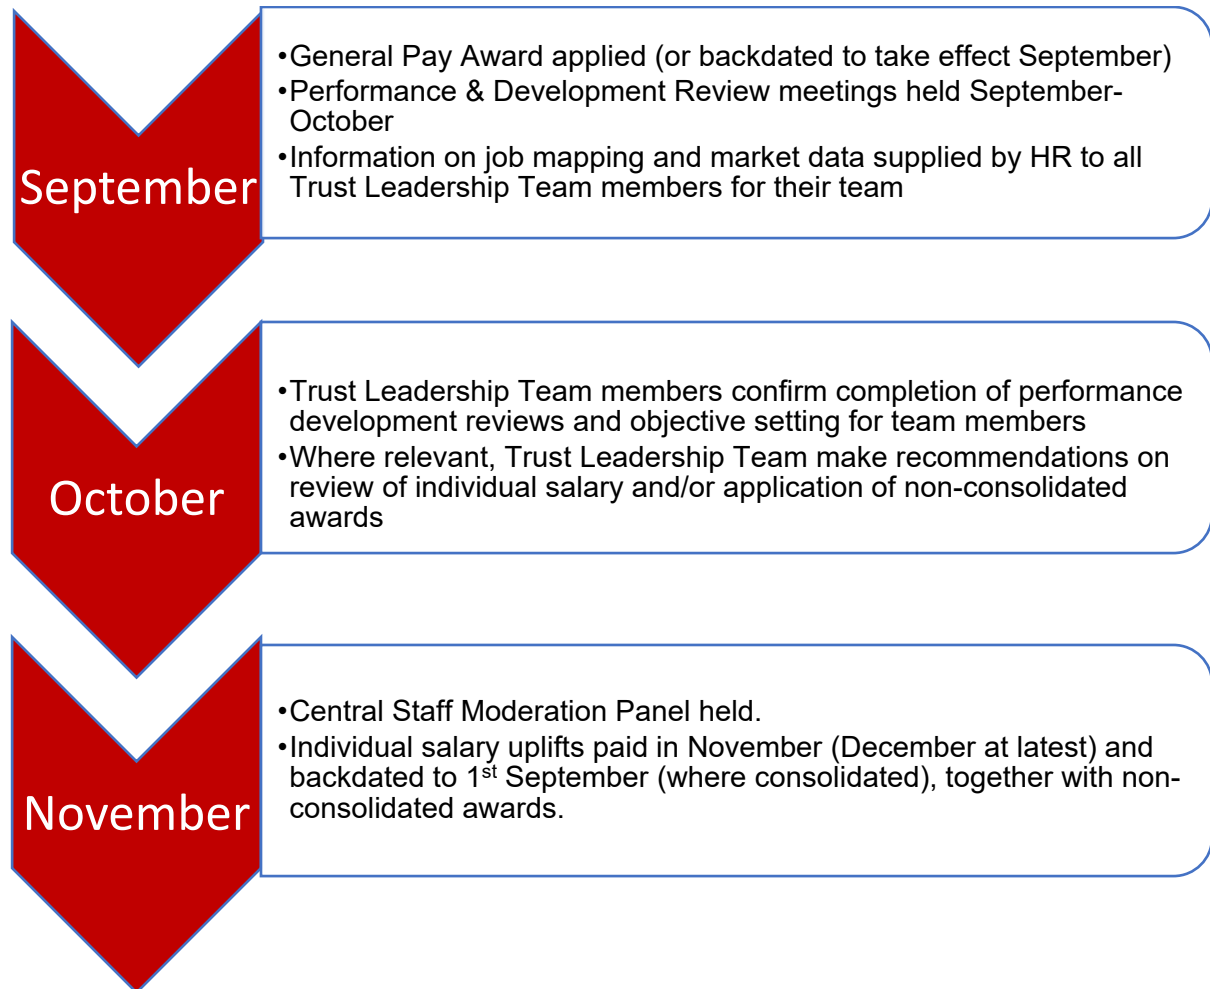 September
•General Pay Award applied (or backdated to take effect September)
•Performance & Development Review meetings held September-
October
•Information on job mapping and market data supplied by HR to all
Trust Leadership Team members for their team
October
•Trust Leadership Team members confirm completion of performance
development reviews and objective setting for team members
•Where relevant, Trust Leadership Team make recommendations on
review of individual salary and/or application of non-consolidated
awards
November
•Central Staff Moderation Panel held.
•Individual salary uplifts paid in November (December at latest) and
backdated to 1st September (where consolidated), together with non-
consolidated awards.